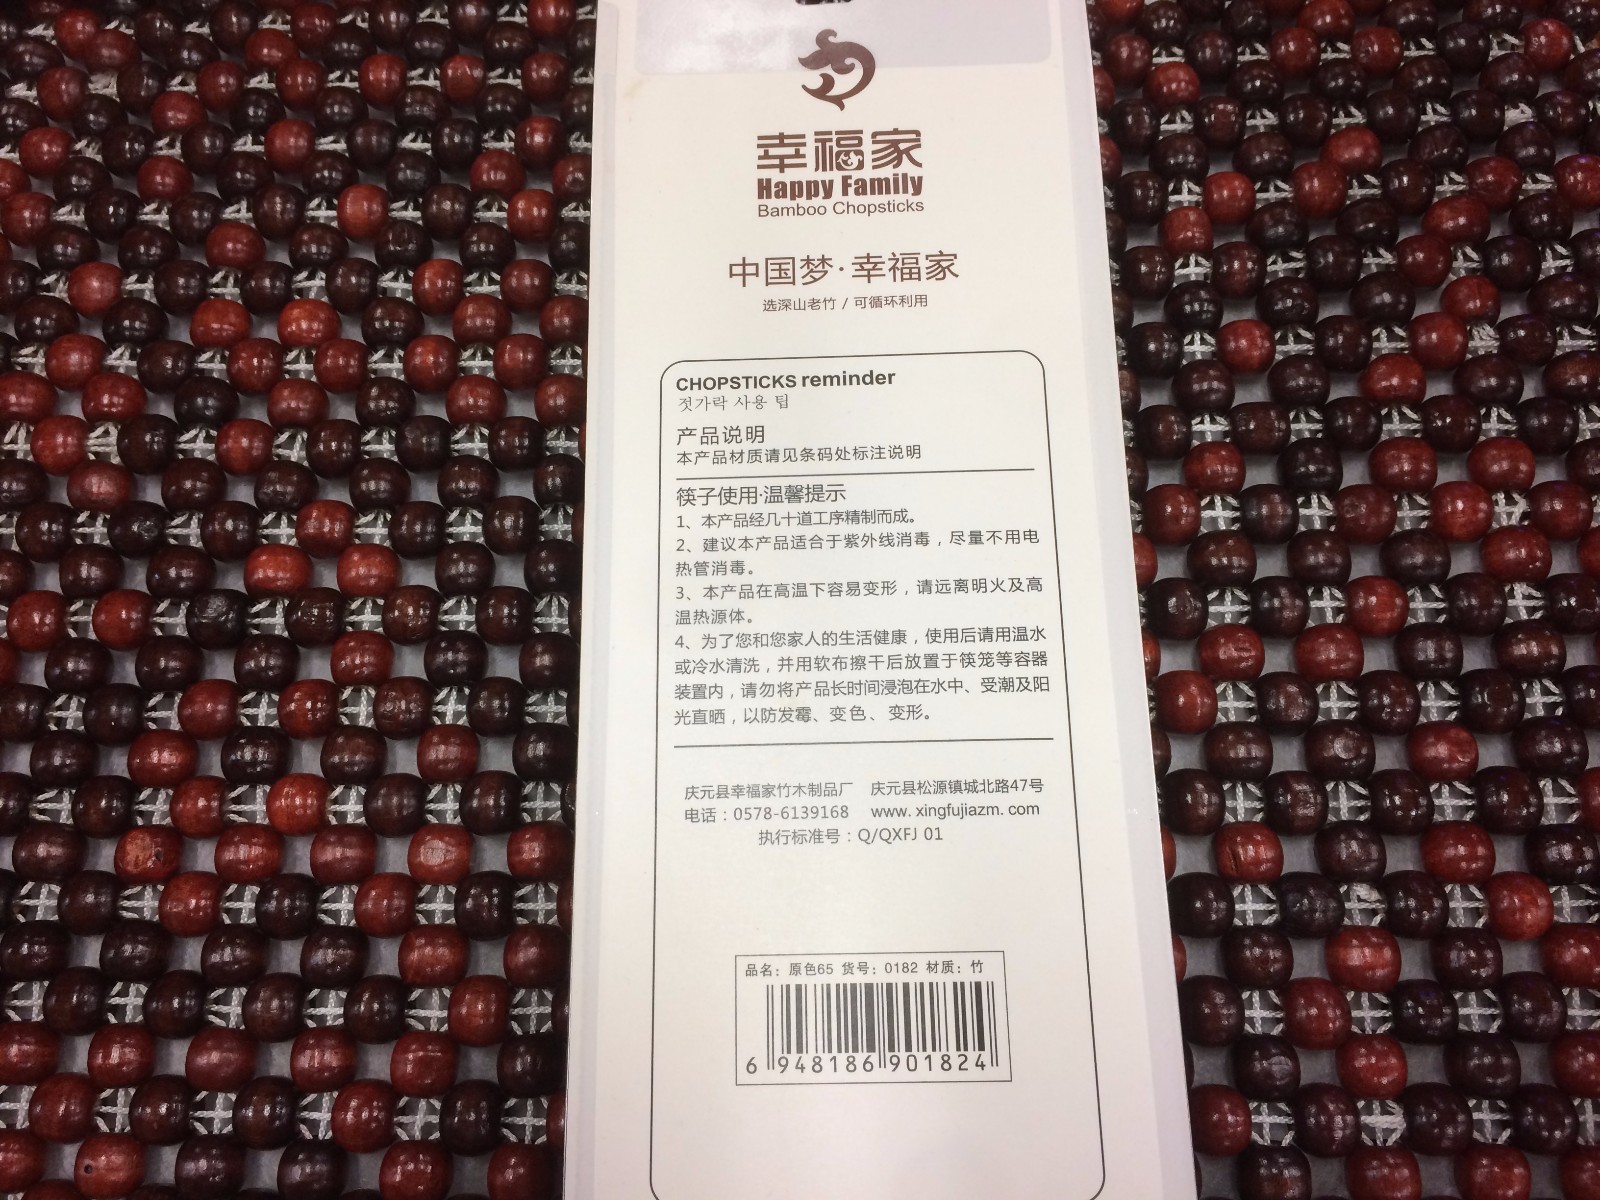 幸福家
Happy Family
Bamboo Chopsticks
中国梦·幸福家
选深山老竹 / 可循环利用
CHOPSTICKS reminder
젓가락 사용 팁
产品说明
本产品材质请见条码处标注说明
筷子使用·温馨提示
1、本产品经几十道工序精制而成。
2、建议本产品适合于紫外线消毒，尽量不用电
热管消毒。
3、本产品在高温下容易变形，请远离明火及高
温热源体。
4、为了您和您家人的生活健康，使用后请用温水
或冷水清洗，并用软布擦干后放置于筷笼等容器
装置内，请勿将产品长时间浸泡在水中、受潮及阳
光直晒，以防发霉、变色、变形。
庆元县幸福家竹木制品厂 庆元县松源镇城北路47号
电话：0578-6139168 www. xingfujiazm. com
执行标准号：Q/QXFJ 01
品名：原色65 货号：0182 材质：竹
6 948186 901824